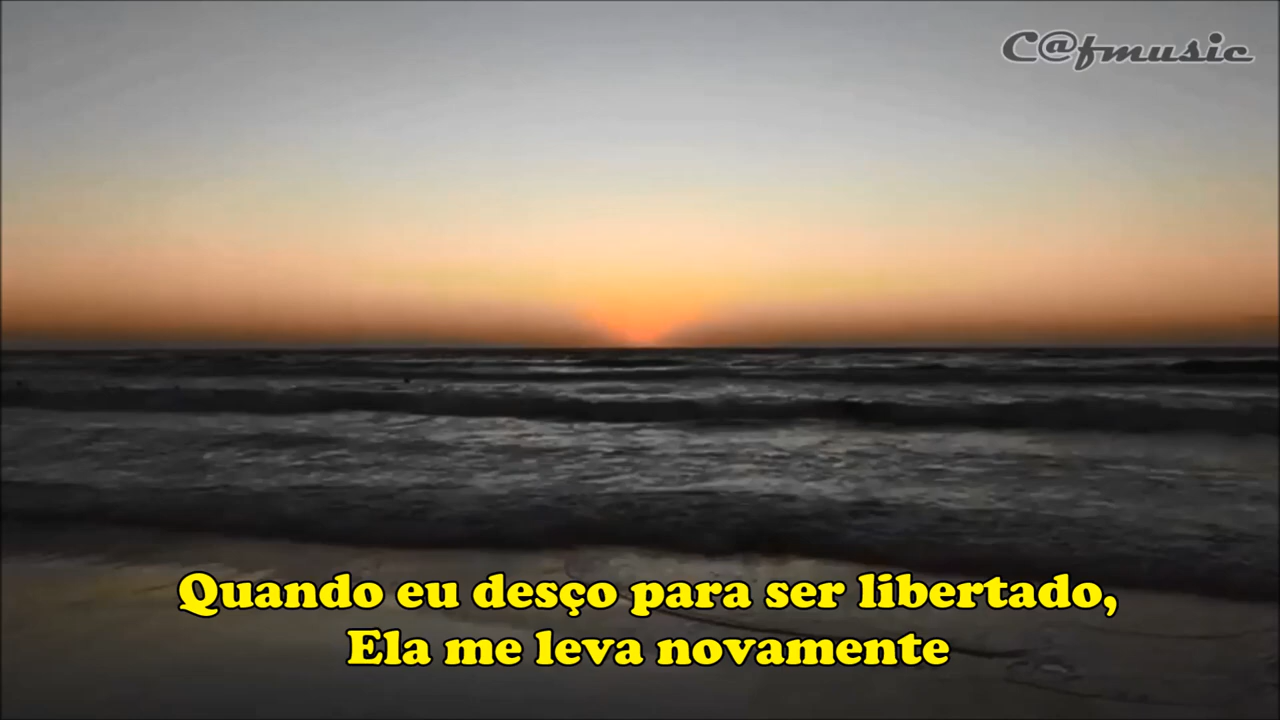 C@fmusic
Quando eu desço para ser libertado,
Ela me leva novamente